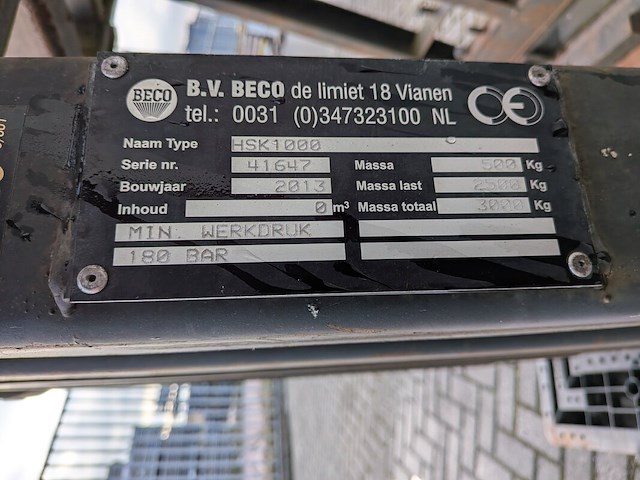 BECO B.V. BECO de limiet 18 Vianen
tel.: 0031 (0)347323100 NL CE
Naam Type HSK1000
Serie nr. 41647 Massa 500 Kg
Bouwjaar 2013 Massa last 2500 Kg
Inhoud 0 m³ Massa totaal 3000 Kg
MIN. WERKDRUK
180 BAR